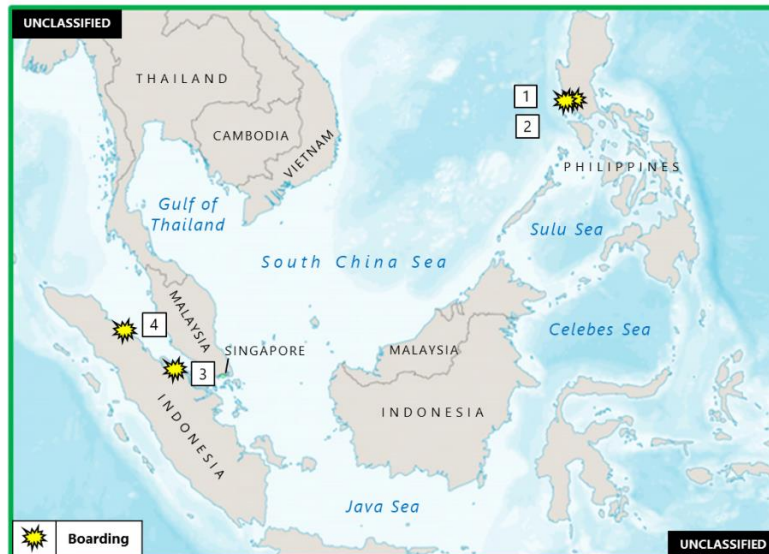 UNCLASSIFIED
THAILAND
CAMBODIA
VIETNAM
Gulf of
Thailand
South China Sea
1
2
PHILIPPINES
Sulu Sea
Celebes Sea
MALAYSIA
4
SINGAPORE
3
MALAYSIA
INDONESIA
INDONESIA
Java Sea
Boarding
UNCLASSIFIED